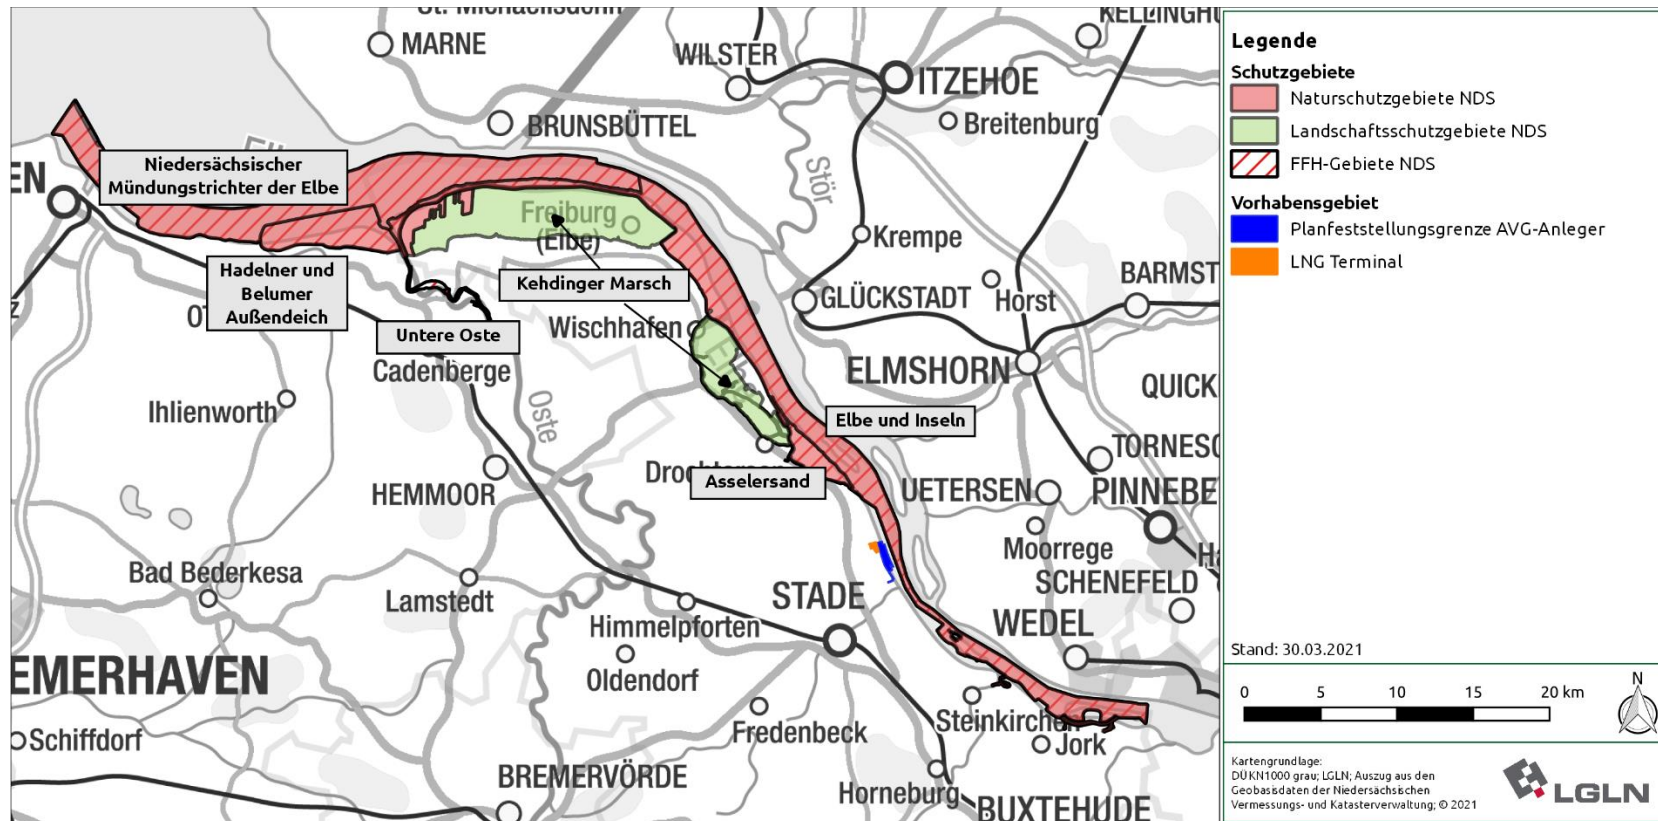 MARNE
WILSTER
ITZEHOE
Breitenburg
BRUNSBÜTTEL
Stör
Niedersächsischer
Mündungstrichter der Elbe
Freiburg
(Elbe)
Krempe
BARMST
Hadelner und
Belumer
Außendeich
Kehdinger Marsch
GLÜCKSTADT
Horst
Untere Oste
Wischhafen
Cadenberge
ELMSHORN
Ihlienworth
Oste
Elbe und Inseln
HEMMOOR
Asselersand
UETERSEN
Moorrege
SCHENEFELD
Bad Bederkesa
Lamstedt
STADE
Himmelpforten
WEDEL
Oldendorf
Steinkirchen
Fredenbeck
Jork
Schiffdorf
BREMERVÖRDE
Horneburg
BUXTEHUDE
EMERHAVEN
Legende
Schutzgebiete
Naturschutzgebiete NDS
Landschaftsschutzgebiete NDS
FFH-Gebiete NDS
Vorhabensgebiet
Planfeststellungsgrenze AVG-Anleger
LNG Terminal
Stand: 30.03.2021
0 5 10 15 20 km
N
Kartengrundlage:
DÜKN1000 grau; LGLN; Auszug aus den
Geobasisdaten der Niedersächsischen
Vermessungs- und Katasterverwaltung; © 2021
LGLN